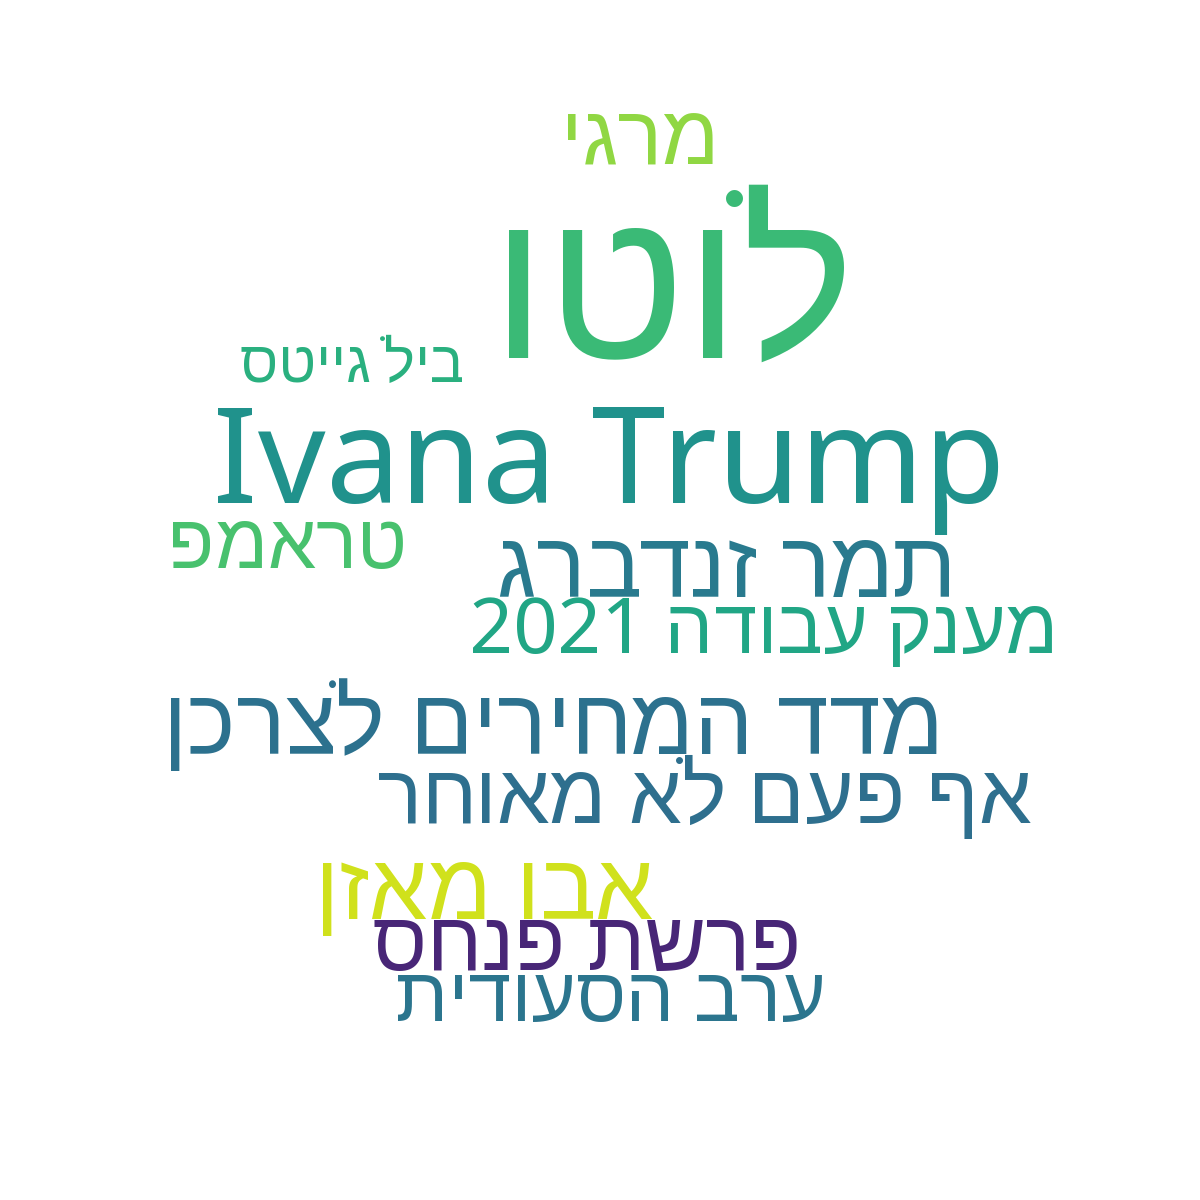 מרגי
לוטו
ביל גייטס
Ivana Trump
טראמפ
תמר זנדברג
מענק עבודה 2021
מדד המחירים לצרכן
אף פעם לא מאוחר
אבו מאזן
פרשת פנחס
ערב הסעודית